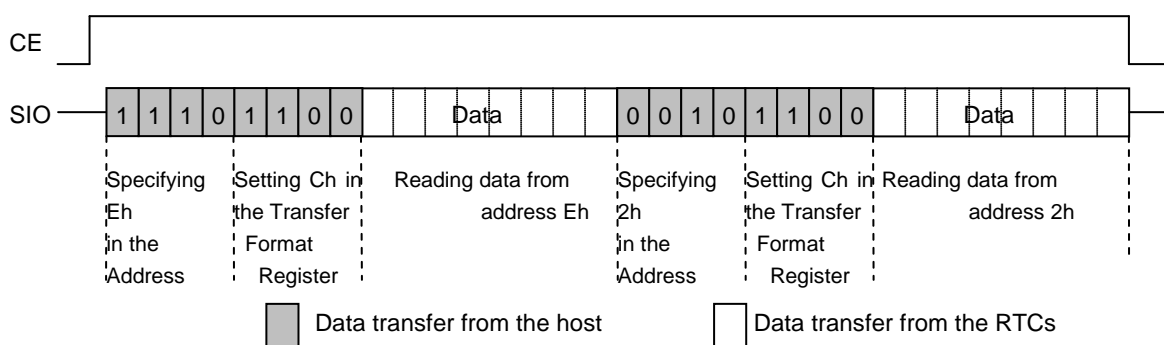 CE
SIO 1 1 1 0 1 1 0 0 Data 0 0 1 0 1 1 0 0 Data
Specifying Setting Ch in Reading data from Specifying Setting Ch in Reading data from
Eh the Transfer address Eh 2h the Transfer address 2h
in the Format in the Format
Address Register Address Register
Data transfer from the host Data transfer from the RTCs